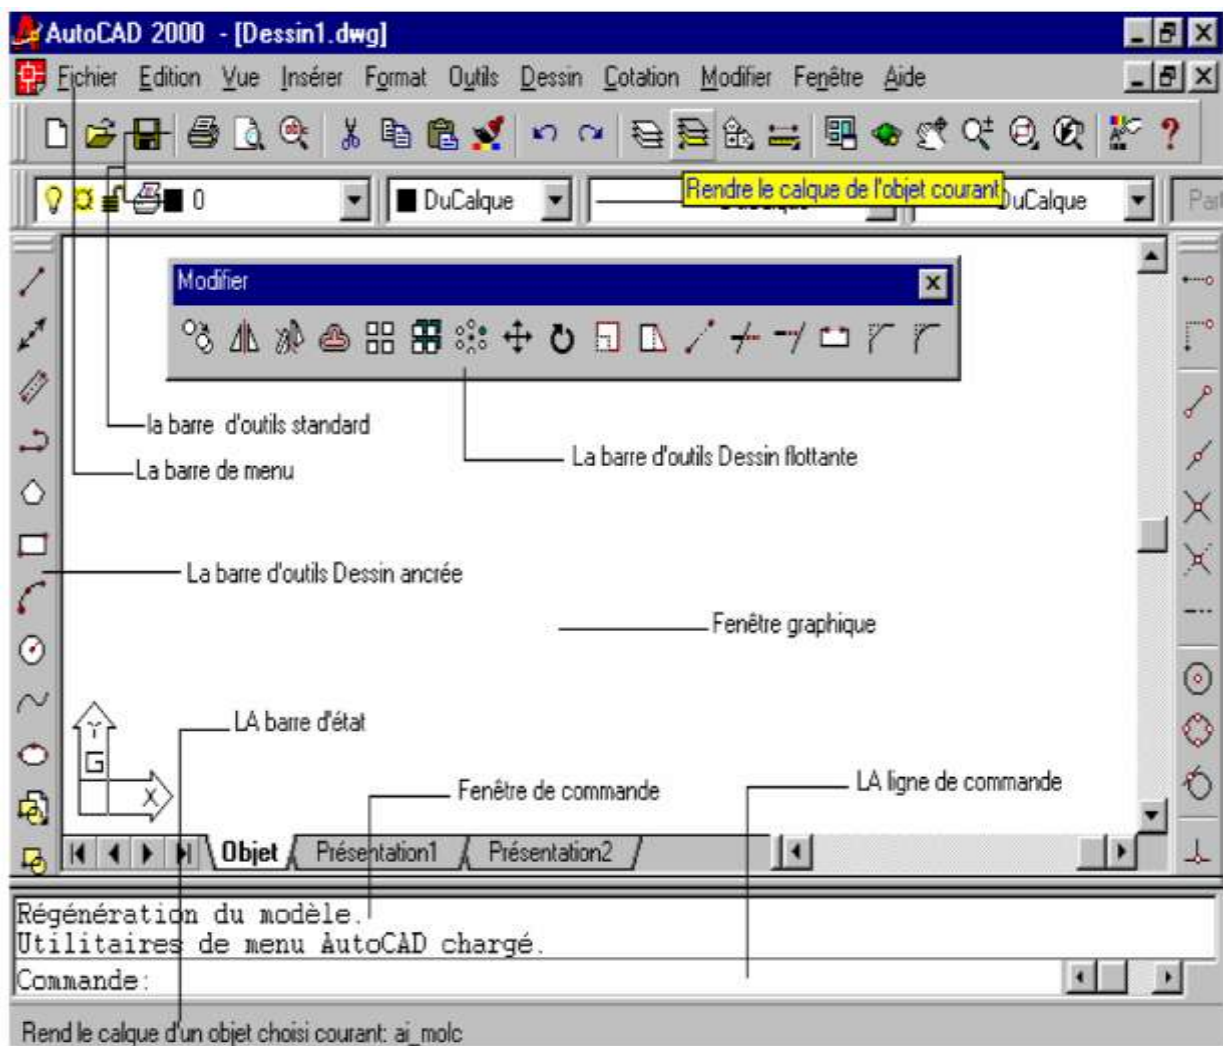 AutoCAD 2000 - [Dessin1.dwg]
Fichier Edition Vue Insérer Format Outils Dessin Cotation Modifier Fenêtre Aide
Rendre le calque de l'objet courant
0 DuCalque DuCalque
Modifier
la barre d'outils standard
La barre d'outils Dessin flottante
La barre de menu
La barre d'outils Dessin ancrée
Fenêtre graphique
LA barre d'état
Y
G
X
Fenêtre de commande
LA ligne de commande
Objet Présentation1 Présentation2
Régénération du modèle.
Utilitaires de menu AutoCAD chargé.
Commande:
Rend le calque d'un objet choisi courant: ai_molc